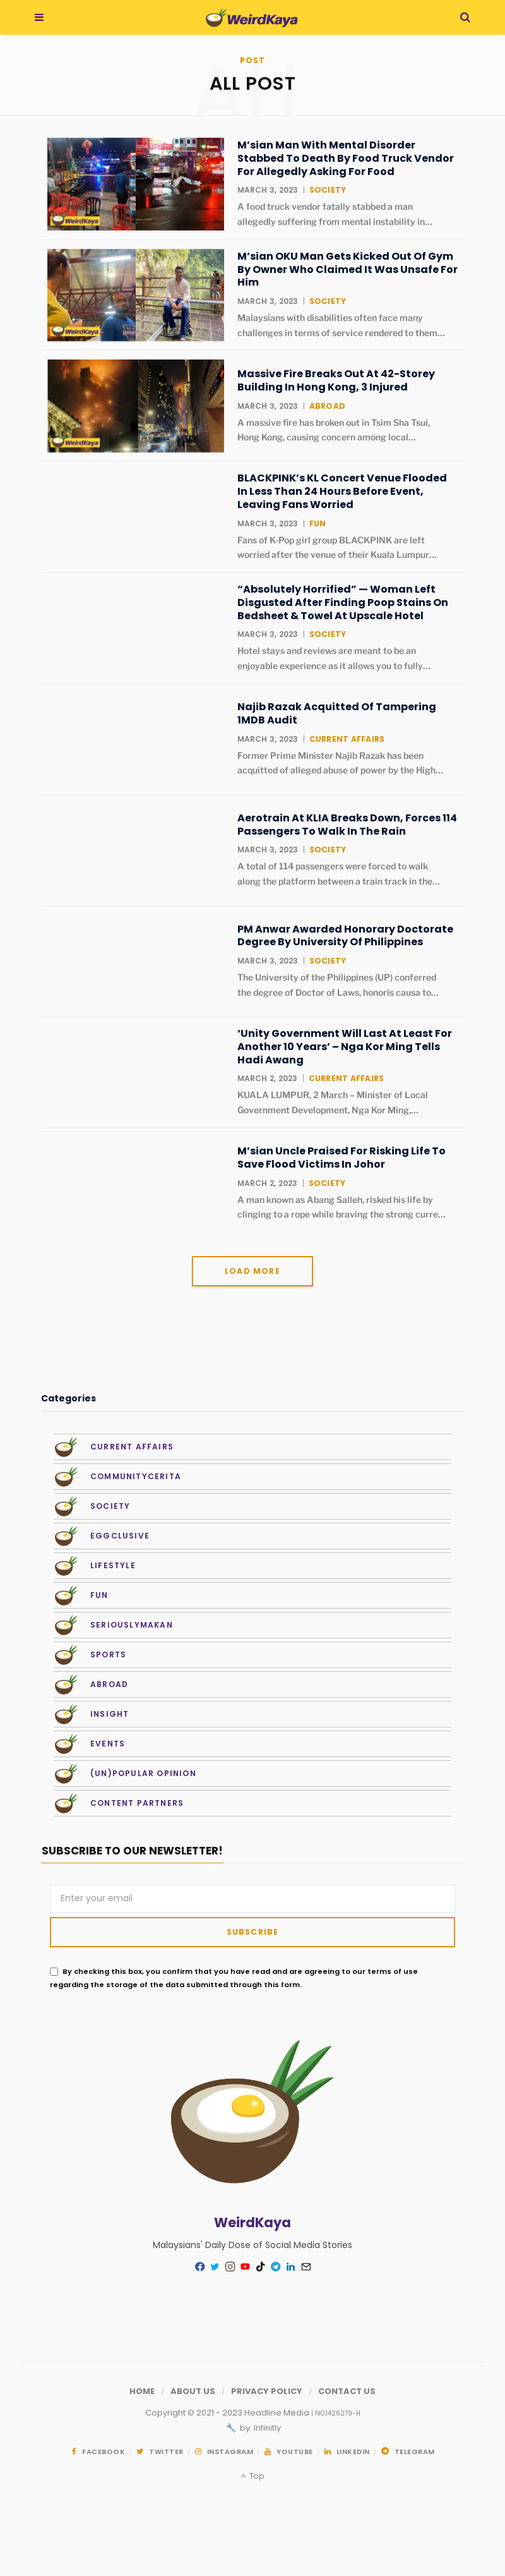 WeirdKaya
POST
All
ALL POST
M'sian Man With Mental Disorder
Stabbed To Death By Food Truck Vendor
For Allegedly Asking For Food
MARCH 3, 2023 | SOCIETY
A food truck vendor fatally stabbed a man
allegedly suffering from mental instability in...
WeirdKaya
M'sian OKU Man Gets Kicked Out Of Gym
By Owner Who Claimed It Was Unsafe For
Him
MARCH 3, 2023 | SOCIETY
Malaysians with disabilities often face many
challenges in terms of service rendered to them...
WeirdKaya
Massive Fire Breaks Out At 42-Storey
Building In Hong Kong, 3 Injured
MARCH 3, 2023 | ABROAD
A massive fire has broken out in Tsim Sha Tsui,
Hong Kong, causing concern among local...
WeirdKaya
BLACKPINK's KL Concert Venue Flooded
In Less Than 24 Hours Before Event,
Leaving Fans Worried
MARCH 3, 2023 | FUN
Fans of K-Pop girl group BLACKPINK are left
worried after the venue of their Kuala Lumpur...
“Absolutely Horrified” — Woman Left
Disgusted After Finding Poop Stains On
Bedsheet & Towel At Upscale Hotel
MARCH 3, 2023 | SOCIETY
Hotel stays and reviews are meant to be an
enjoyable experience as it allows you to fully...
Najib Razak Acquitted Of Tampering
1MDB Audit
MARCH 3, 2023 | CURRENT AFFAIRS
Former Prime Minister Najib Razak has been
acquitted of alleged abuse of power by the High...
Aerotrain At KLIA Breaks Down, Forces 114
Passengers To Walk In The Rain
MARCH 3, 2023 | SOCIETY
A total of 114 passengers were forced to walk
along the platform between a train track in the...
PM Anwar Awarded Honorary Doctorate
Degree By University Of Philippines
MARCH 3, 2023 | SOCIETY
The University of the Philippines (UP) conferred
the degree of Doctor of Laws, honoris causa to...
‘Unity Government Will Last At Least For
Another 10 Years’ – Nga Kor Ming Tells
Hadi Awang
MARCH 2, 2023 | CURRENT AFFAIRS
KUALA LUMPUR, 2 March – Minister of Local
Government Development, Nga Kor Ming,...
M'sian Uncle Praised For Risking Life To
Save Flood Victims In Johor
MARCH 2, 2023 | SOCIETY
A man known as Abang Salleh, risked his life by
clinging to a rope while braving the strong curre...
LOAD MORE
Categories
CURRENT AFFAIRS
COMMUNITYCERITA
SOCIETY
EGGCLUSIVE
LIFESTYLE
FUN
SERIOUSLYMAKAN
SPORTS
ABROAD
INSIGHT
EVENTS
(UN)POPULAR OPINION
CONTENT PARTNERS
SUBSCRIBE TO OUR NEWSLETTER!
Enter your email
SUBSCRIBE
By checking this box, you confirm that you have read and are agreeing to our terms of use
regarding the storage of the data submitted through this form.
WeirdKaya
Malaysians' Daily Dose of Social Media Stories
HOME / ABOUT US / PRIVACY POLICY / CONTACT US
Copyright © 2021 - 2023 Headline Media | NO.1426279-H
🔧 by Infinitly
FACEBOOK / TWITTER / INSTAGRAM / YOUTUBE / LINKEDIN / TELEGRAM
Top